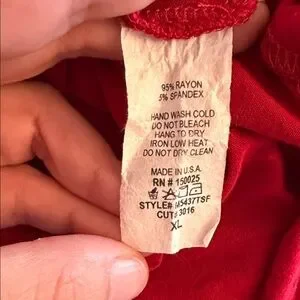 95% RAYON
5% SPANDEX
HAND WASH COLD
DO NOT BLEACH
HANG TO DRY
IRON LOW HEAT
DO NOT DRY CLEAN
MADE IN U.S.A.
RN # 150025
STYLE#
CUT# 3016
XL